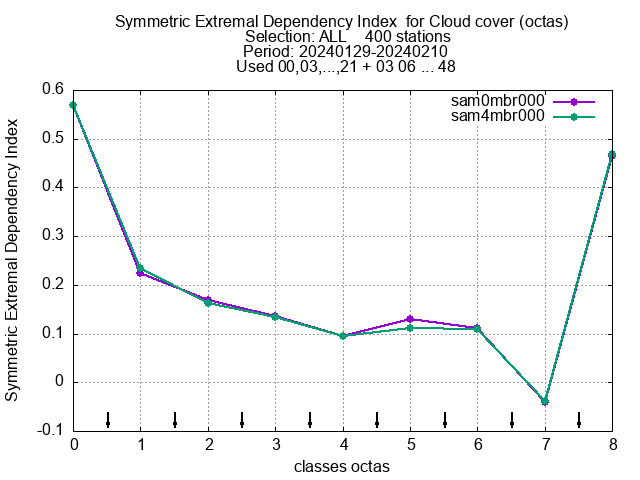 Symmetric Extremal Dependency Index  for Cloud cover (octas)
Selection: ALL    400 stations
Period: 20240129-20240210
Used 00,03,...,21 + 03 06 ... 48
sam0mbr000
sam4mbr000
Symmetric Extremal Dependency Index
0.6
0.5
0.4
0.3
0.2
0.1
0
-0.1
0 1 2 3 4 5 6 7 8
classes octas